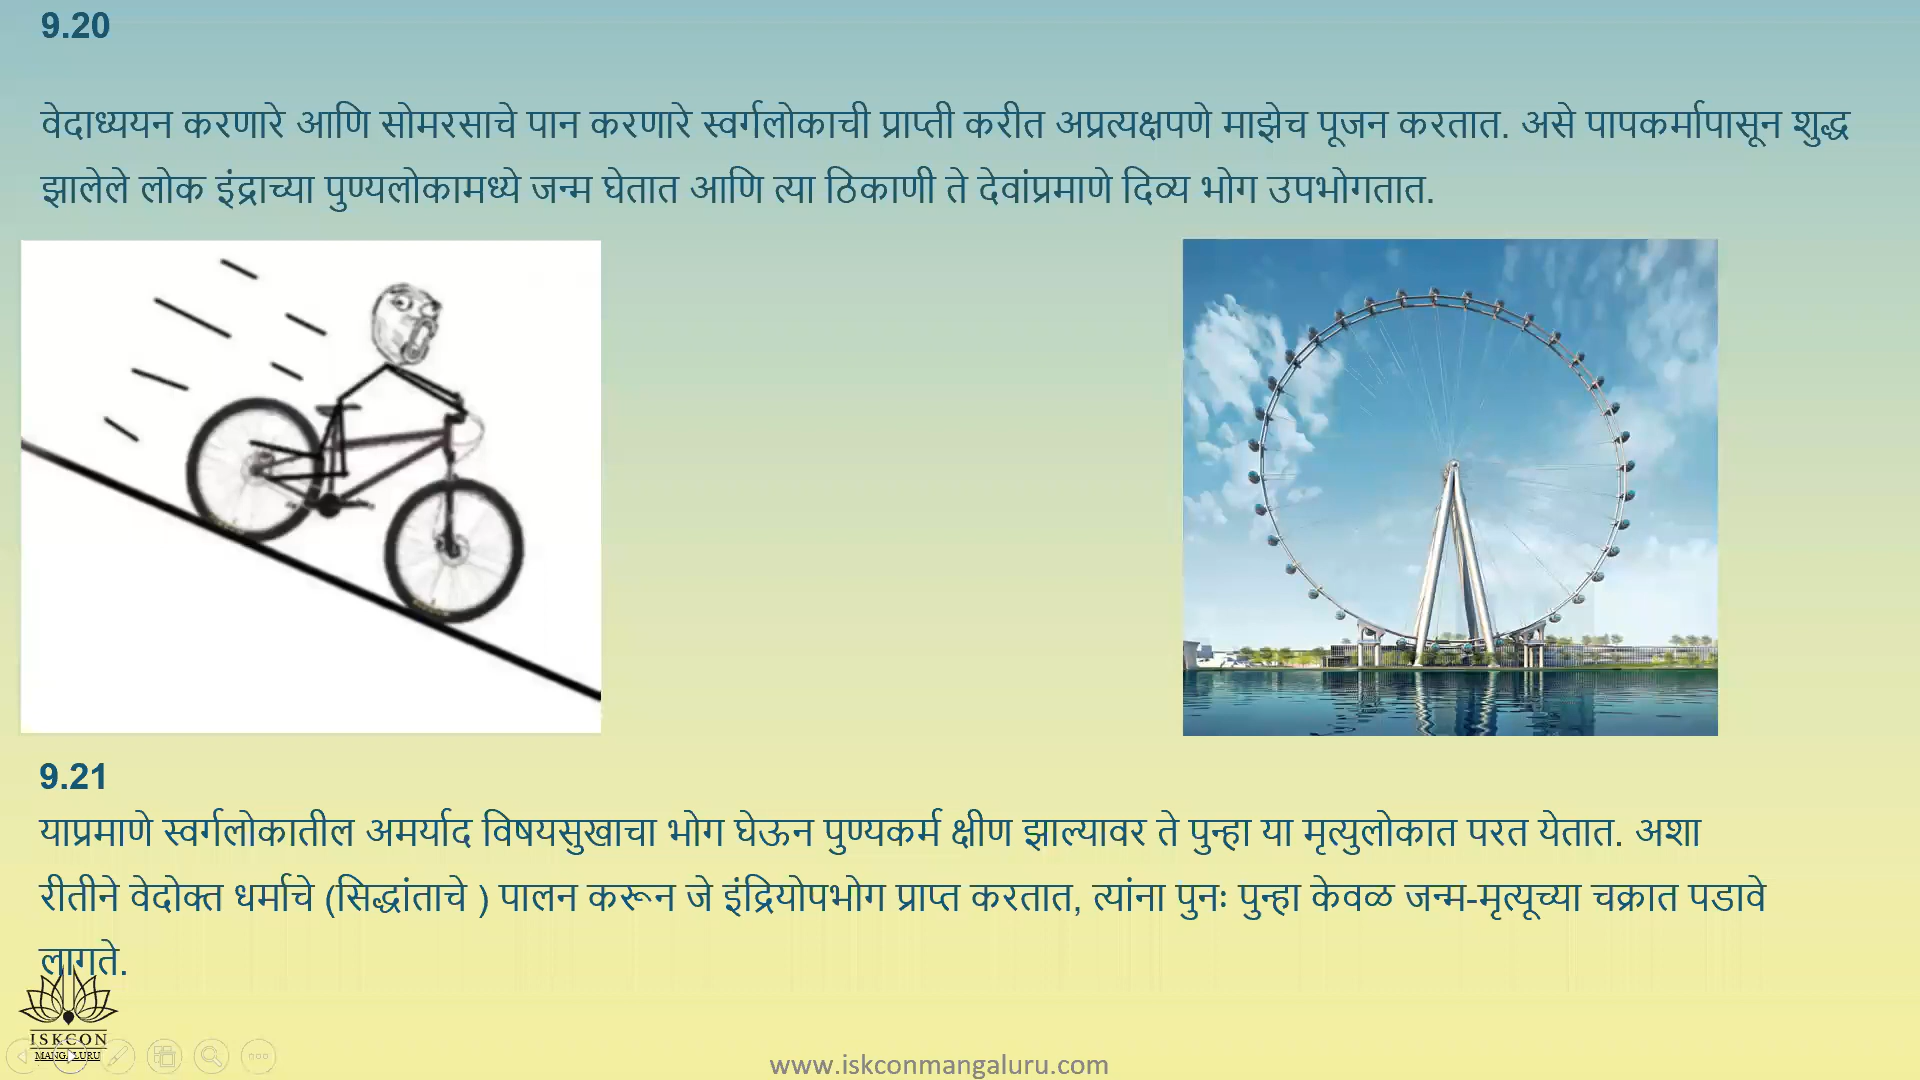 9.20
वेदाध्ययन करणारे आणि सोमरसाचे पान करणारे स्वर्गलोकाची प्राप्ती करीत अप्रत्यक्षपणे माझेच पूजन करतात. असे पापकर्मापासून शुद्ध
झालेले लोक इंद्राच्या पुण्यलोकामध्ये जन्म घेतात आणि त्या ठिकाणी ते देवांप्रमाणे दिव्य भोग उपभोगतात.
9.21
याप्रमाणे स्वर्गलोकातील अमर्याद विषयसुखाचा भोग घेऊन पुण्यकर्म क्षीण झाल्यावर ते पुन्हा या मृत्युलोकात परत येतात. अशा
रीतीने वेदोक्त धर्माचे (सिद्धांताचे ) पालन करून जे इंद्रियोपभोग प्राप्त करतात, त्यांना पुनः पुन्हा केवळ जन्म-मृत्यूच्या चक्रात पडावे
लागते.
ISKCON
MANGALURU
www.iskconmangaluru.com